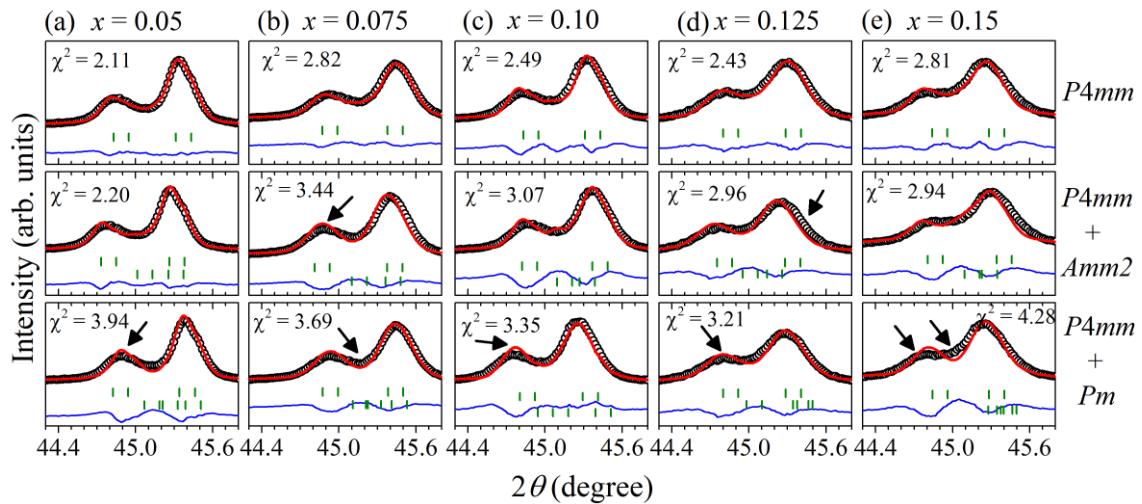 (a) x = 0.05 (b) x = 0.075 (c) x = 0.10 (d) x = 0.125 (e) x = 0.15
χ² = 2.11 χ² = 2.82 χ² = 2.49 χ² = 2.43 χ² = 2.81 P4mm
χ² = 2.20 χ² = 3.44 χ² = 3.07 χ² = 2.96 χ² = 2.94 P4mm
+
Amm2
χ² = 3.94 χ² = 3.69 χ² = 3.35 χ² = 3.21 χ² = 4.28 P4mm
+
Pm
Intensity (arb. units)
44.4 45.0 45.6 44.4 45.0 45.6 44.4 45.0 45.6 44.4 45.0 45.6 44.4 45.0 45.6
2θ (degree)